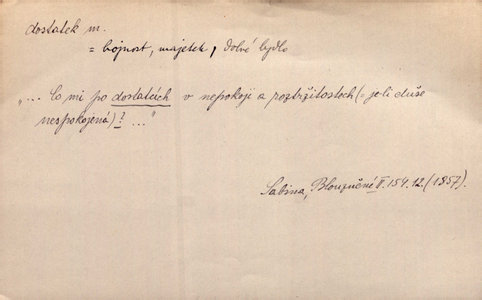 dostatek m.
= hojnost, majetek, dobré bydlo
"... Co mi po dostatcích v nepokoji a roztržitostech (= je-li duše
nespokojená)? ..."
Sabina, Blouznění II. 154.12. (1857).